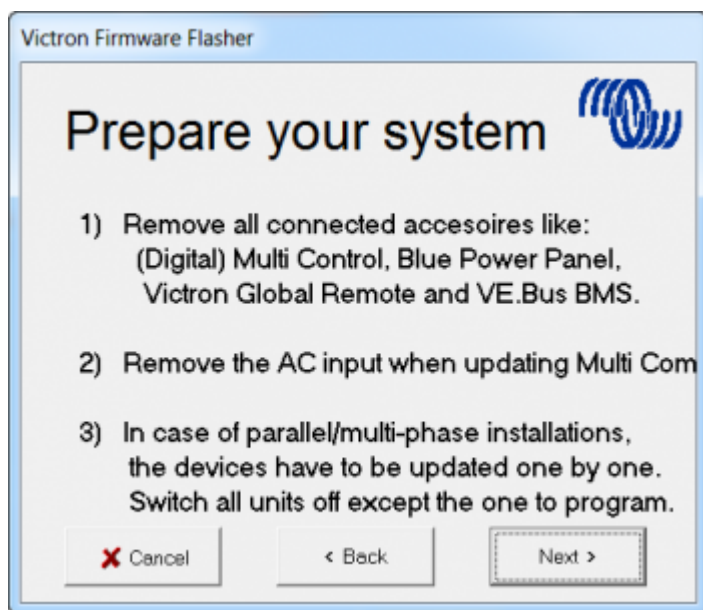 Victron Firmware Flasher
Prepare your system
1) Remove all connected accesoires like:
(Digital) Multi Control, Blue Power Panel,
Victron Global Remote and VE.Bus BMS.
2) Remove the AC input when updating Multi Com
3) In case of parallel/multi-phase installations,
the devices have to be updated one by one.
Switch all units off except the one to program.
Cancel
< Back
Next >